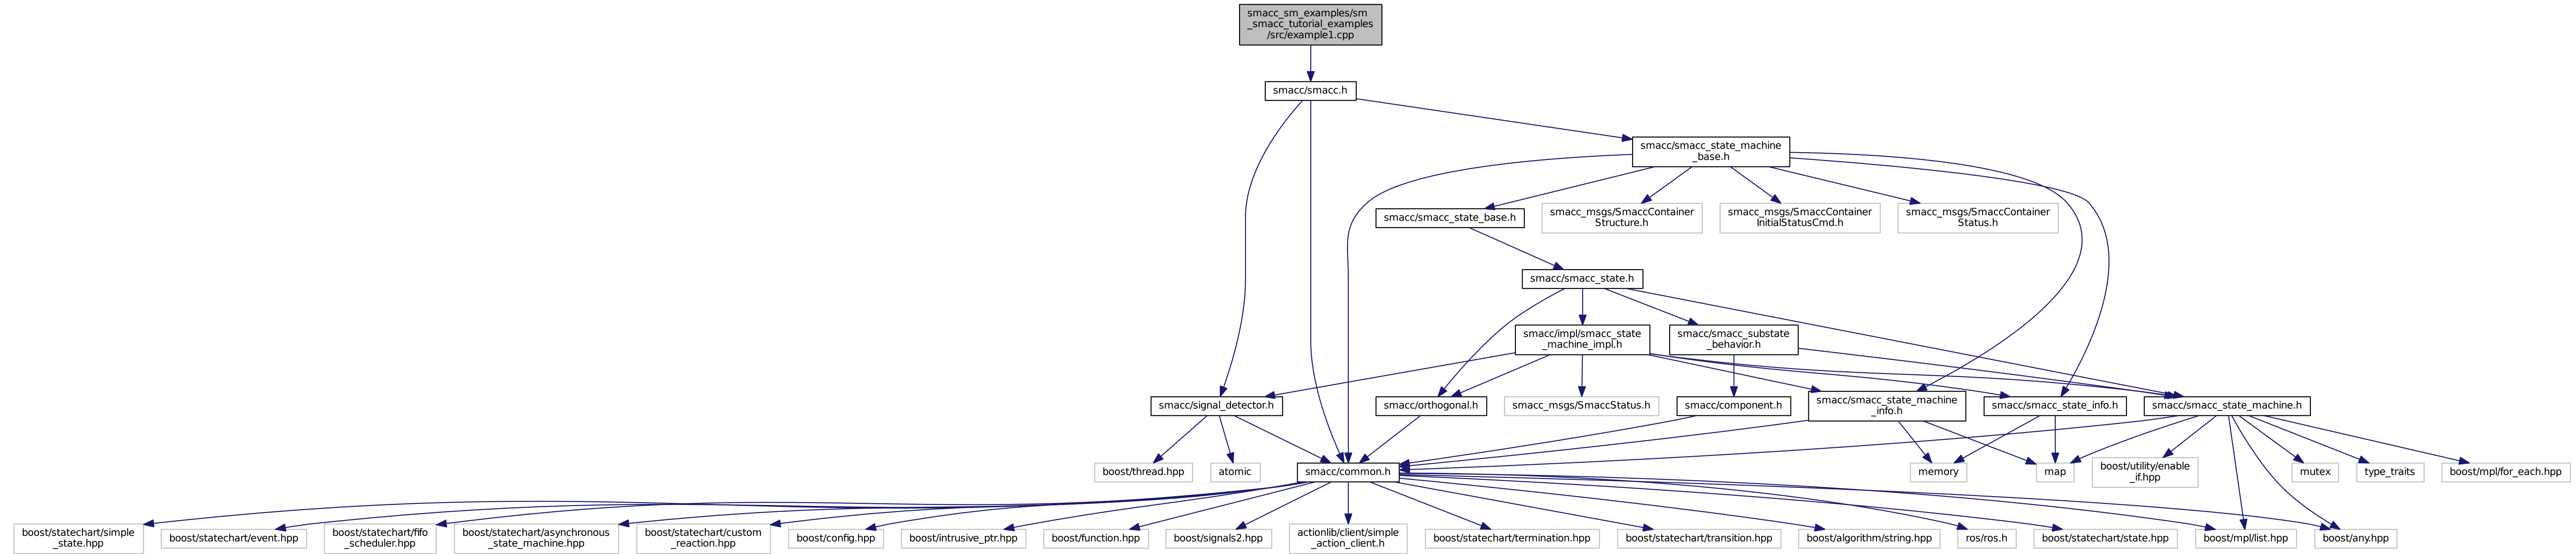 smacc_sm_examples/sm
_smacc_tutorial_examples
/src/example1.cpp
smacc/smacc.h
smacc/smacc_state_machine
_base.h
smacc/smacc_state_base.h
smacc_msgs/SmaccContainer
Structure.h
smacc_msgs/SmaccContainer
InitialStatusCmd.h
smacc_msgs/SmaccContainer
Status.h
smacc/smacc_state.h
smacc/impl/smacc_state
_machine_impl.h
smacc/smacc_substate
_behavior.h
smacc/signal_detector.h
smacc/orthogonal.h
smacc_msgs/SmaccStatus.h
smacc/component.h
smacc/smacc_state_machine
_info.h
smacc/smacc_state_info.h
smacc/smacc_state_machine.h
boost/thread.hpp
atomic
smacc/common.h
memory
map
boost/utility/enable
_if.hpp
mutex
type_traits
boost/mpl/for_each.hpp
boost/statechart/simple
_state.hpp
boost/statechart/event.hpp
boost/statechart/fifo
_scheduler.hpp
boost/statechart/asynchronous
_state_machine.hpp
boost/statechart/custom
_reaction.hpp
boost/config.hpp
boost/intrusive_ptr.hpp
boost/function.hpp
boost/signals2.hpp
actionlib/client/simple
_action_client.h
boost/statechart/termination.hpp
boost/statechart/transition.hpp
boost/algorithm/string.hpp
ros/ros.h
boost/statechart/state.hpp
boost/mpl/list.hpp
boost/any.hpp